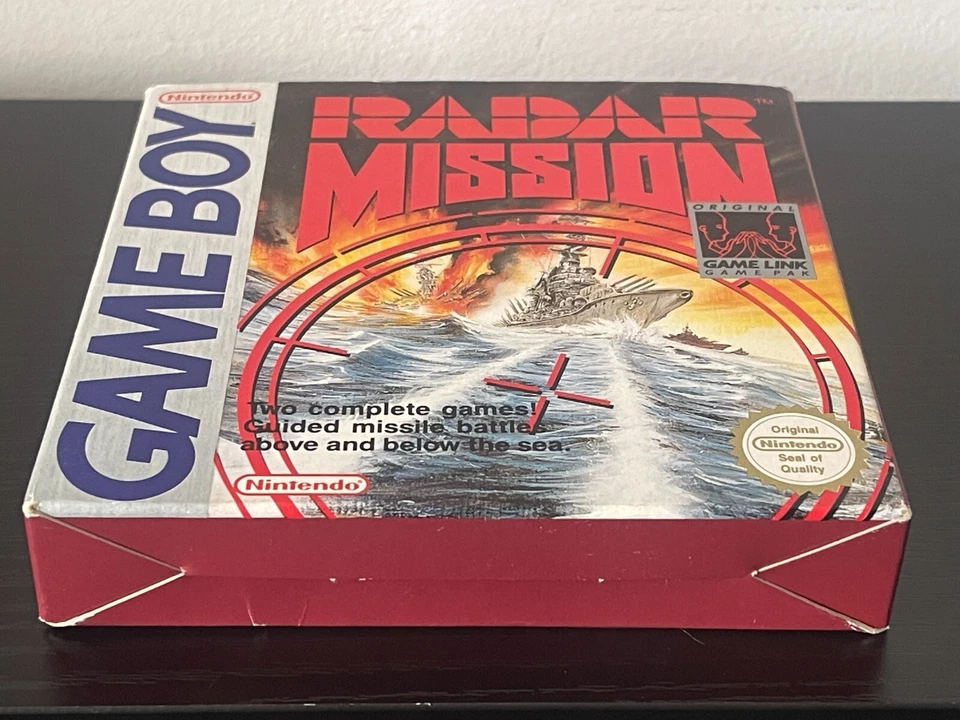 Nintendo
GAME BOY
RADAR
MISSION
TM
ORIGINAL
GAME LINK
GAME PAK
Two complete games!
Guided missile battles
above and below the sea.
Nintendo
Original
Nintendo
Seal of
Quality